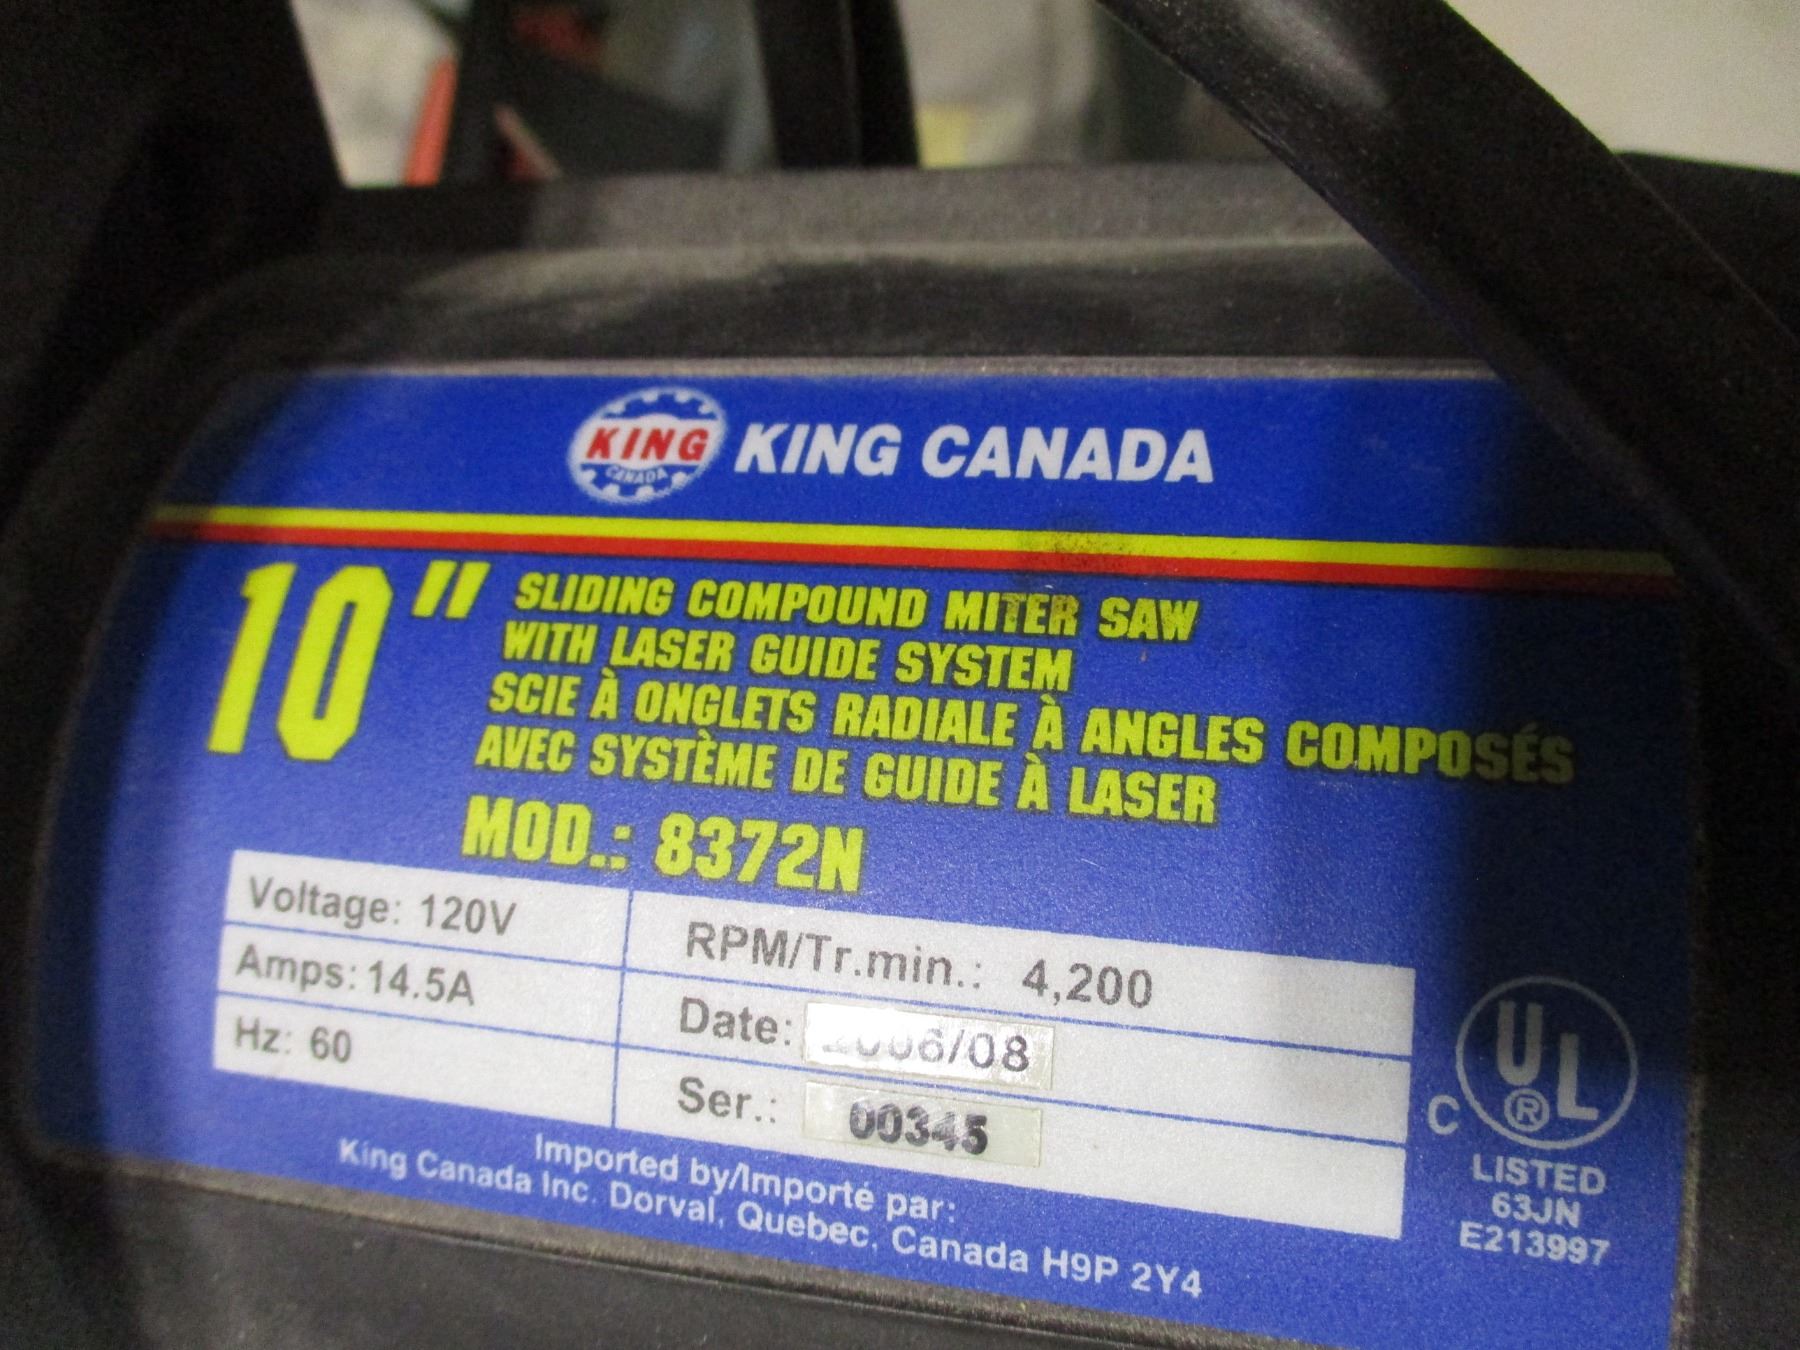 KING
CANADA
KING CANADA
10"
SLIDING COMPOUND MITER SAW
WITH LASER GUIDE SYSTEM
SCIE À ONGLETS RADIALE À ANGLES COMPOSÉS
AVEC SYSTÈME DE GUIDE À LASER
MOD.: 8372N
Voltage: 120V
Amps: 14.5A
Hz: 60
RPM/Tr.min.: 4,200
Date: 2006/08
Ser.: 00345
Imported by/Importé par:
King Canada Inc. Dorval, Quebec, Canada H9P 2Y4
C UL ®
LISTED
63JN
E213997